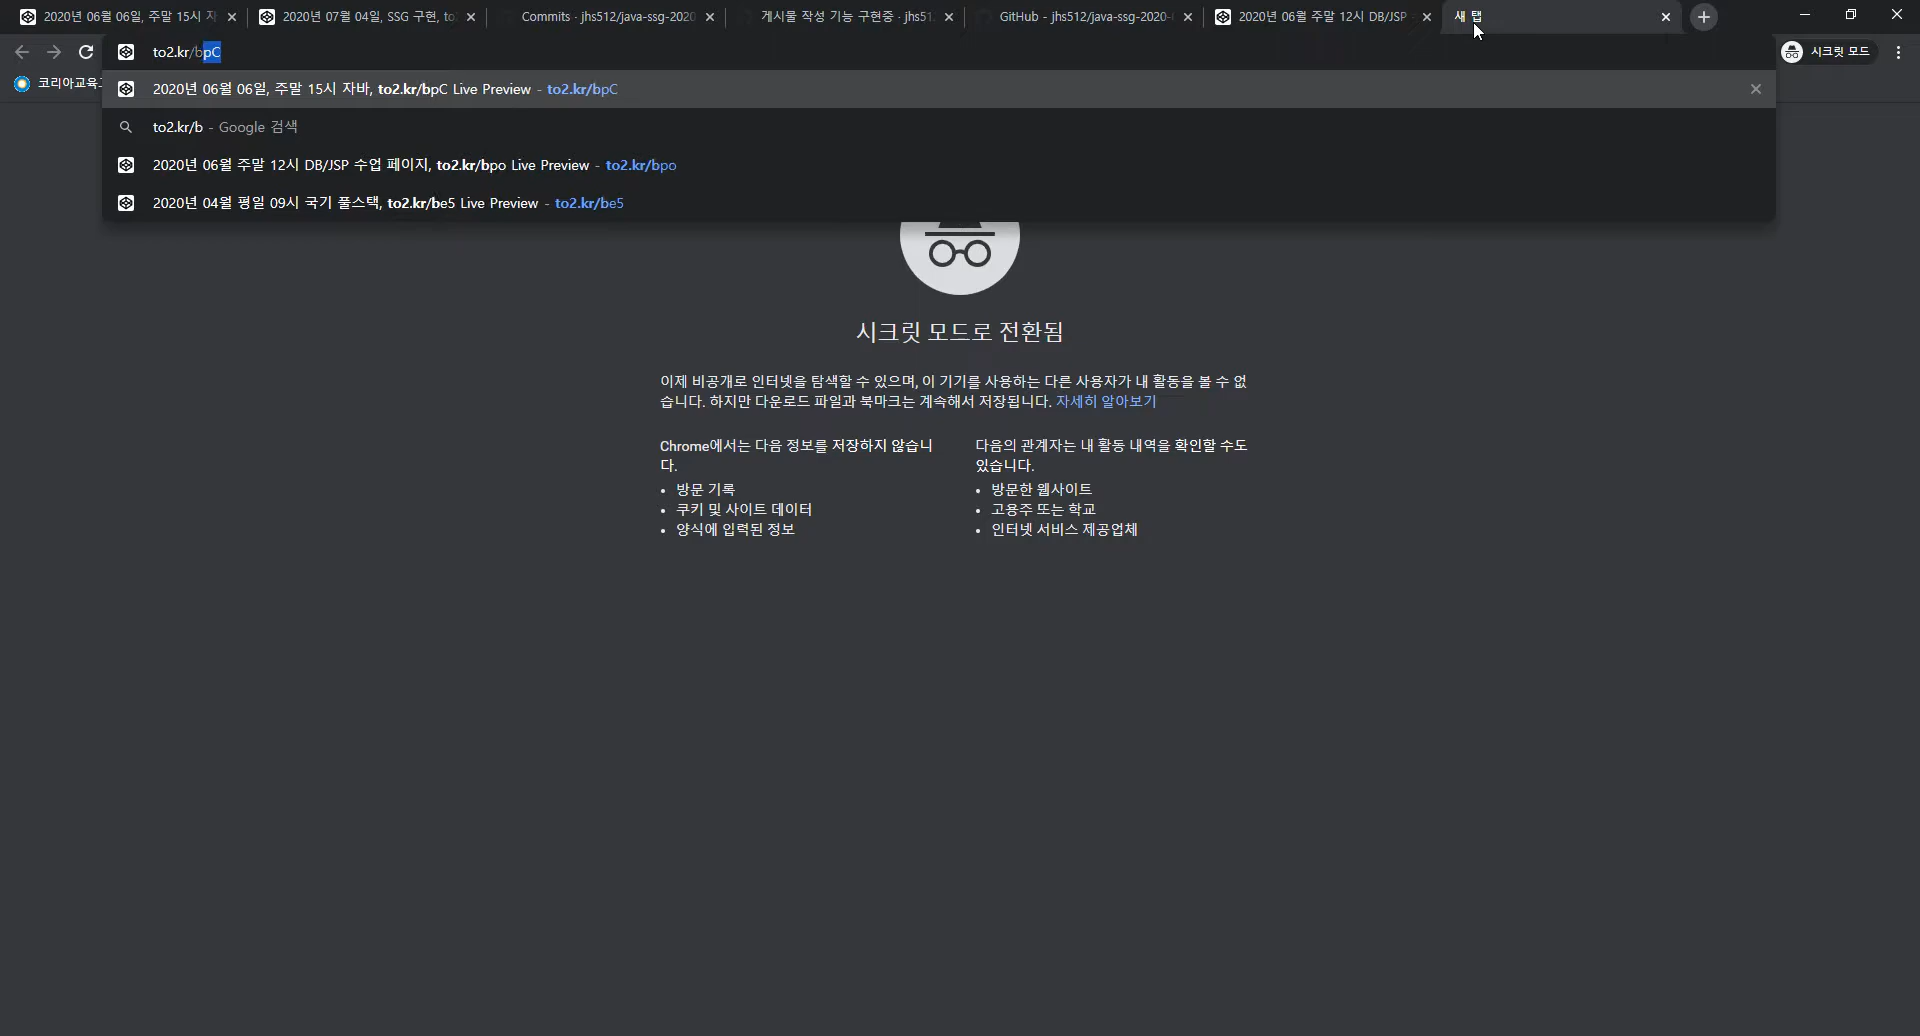 2020년 06월 06일, 주말 15시 자
2020년 07월 04일, SSG 구현, to
Commits · jhs512/java-ssg-2020
게시물 작성 기능 구현중 · jhs51
GitHub - jhs512/java-ssg-2020-
2020년 06월 주말 12시 DB/JSP
새 탭
to2.kr/bpC
시크릿 모드
코리아교육
2020년 06월 06일, 주말 15시 자바, to2.kr/bpC Live Preview - to2.kr/bpC
to2.kr/b - Google 검색
2020년 06월 주말 12시 DB/JSP 수업 페이지, to2.kr/bpo Live Preview - to2.kr/bpo
2020년 04월 평일 09시 국기 풀스택, to2.kr/be5 Live Preview - to2.kr/be5
시크릿 모드로 전환됨
이제 비공개로 인터넷을 탐색할 수 있으며, 이 기기를 사용하는 다른 사용자가 내 활동을 볼 수 없
습니다. 하지만 다운로드 파일과 북마크는 계속해서 저장됩니다. 자세히 알아보기
Chrome에서는 다음 정보를 저장하지 않습니
다.
• 방문 기록
• 쿠키 및 사이트 데이터
• 양식에 입력된 정보
다음의 관계자는 내 활동 내역을 확인할 수도
있습니다.
• 방문한 웹사이트
• 고용주 또는 학교
• 인터넷 서비스 제공업체